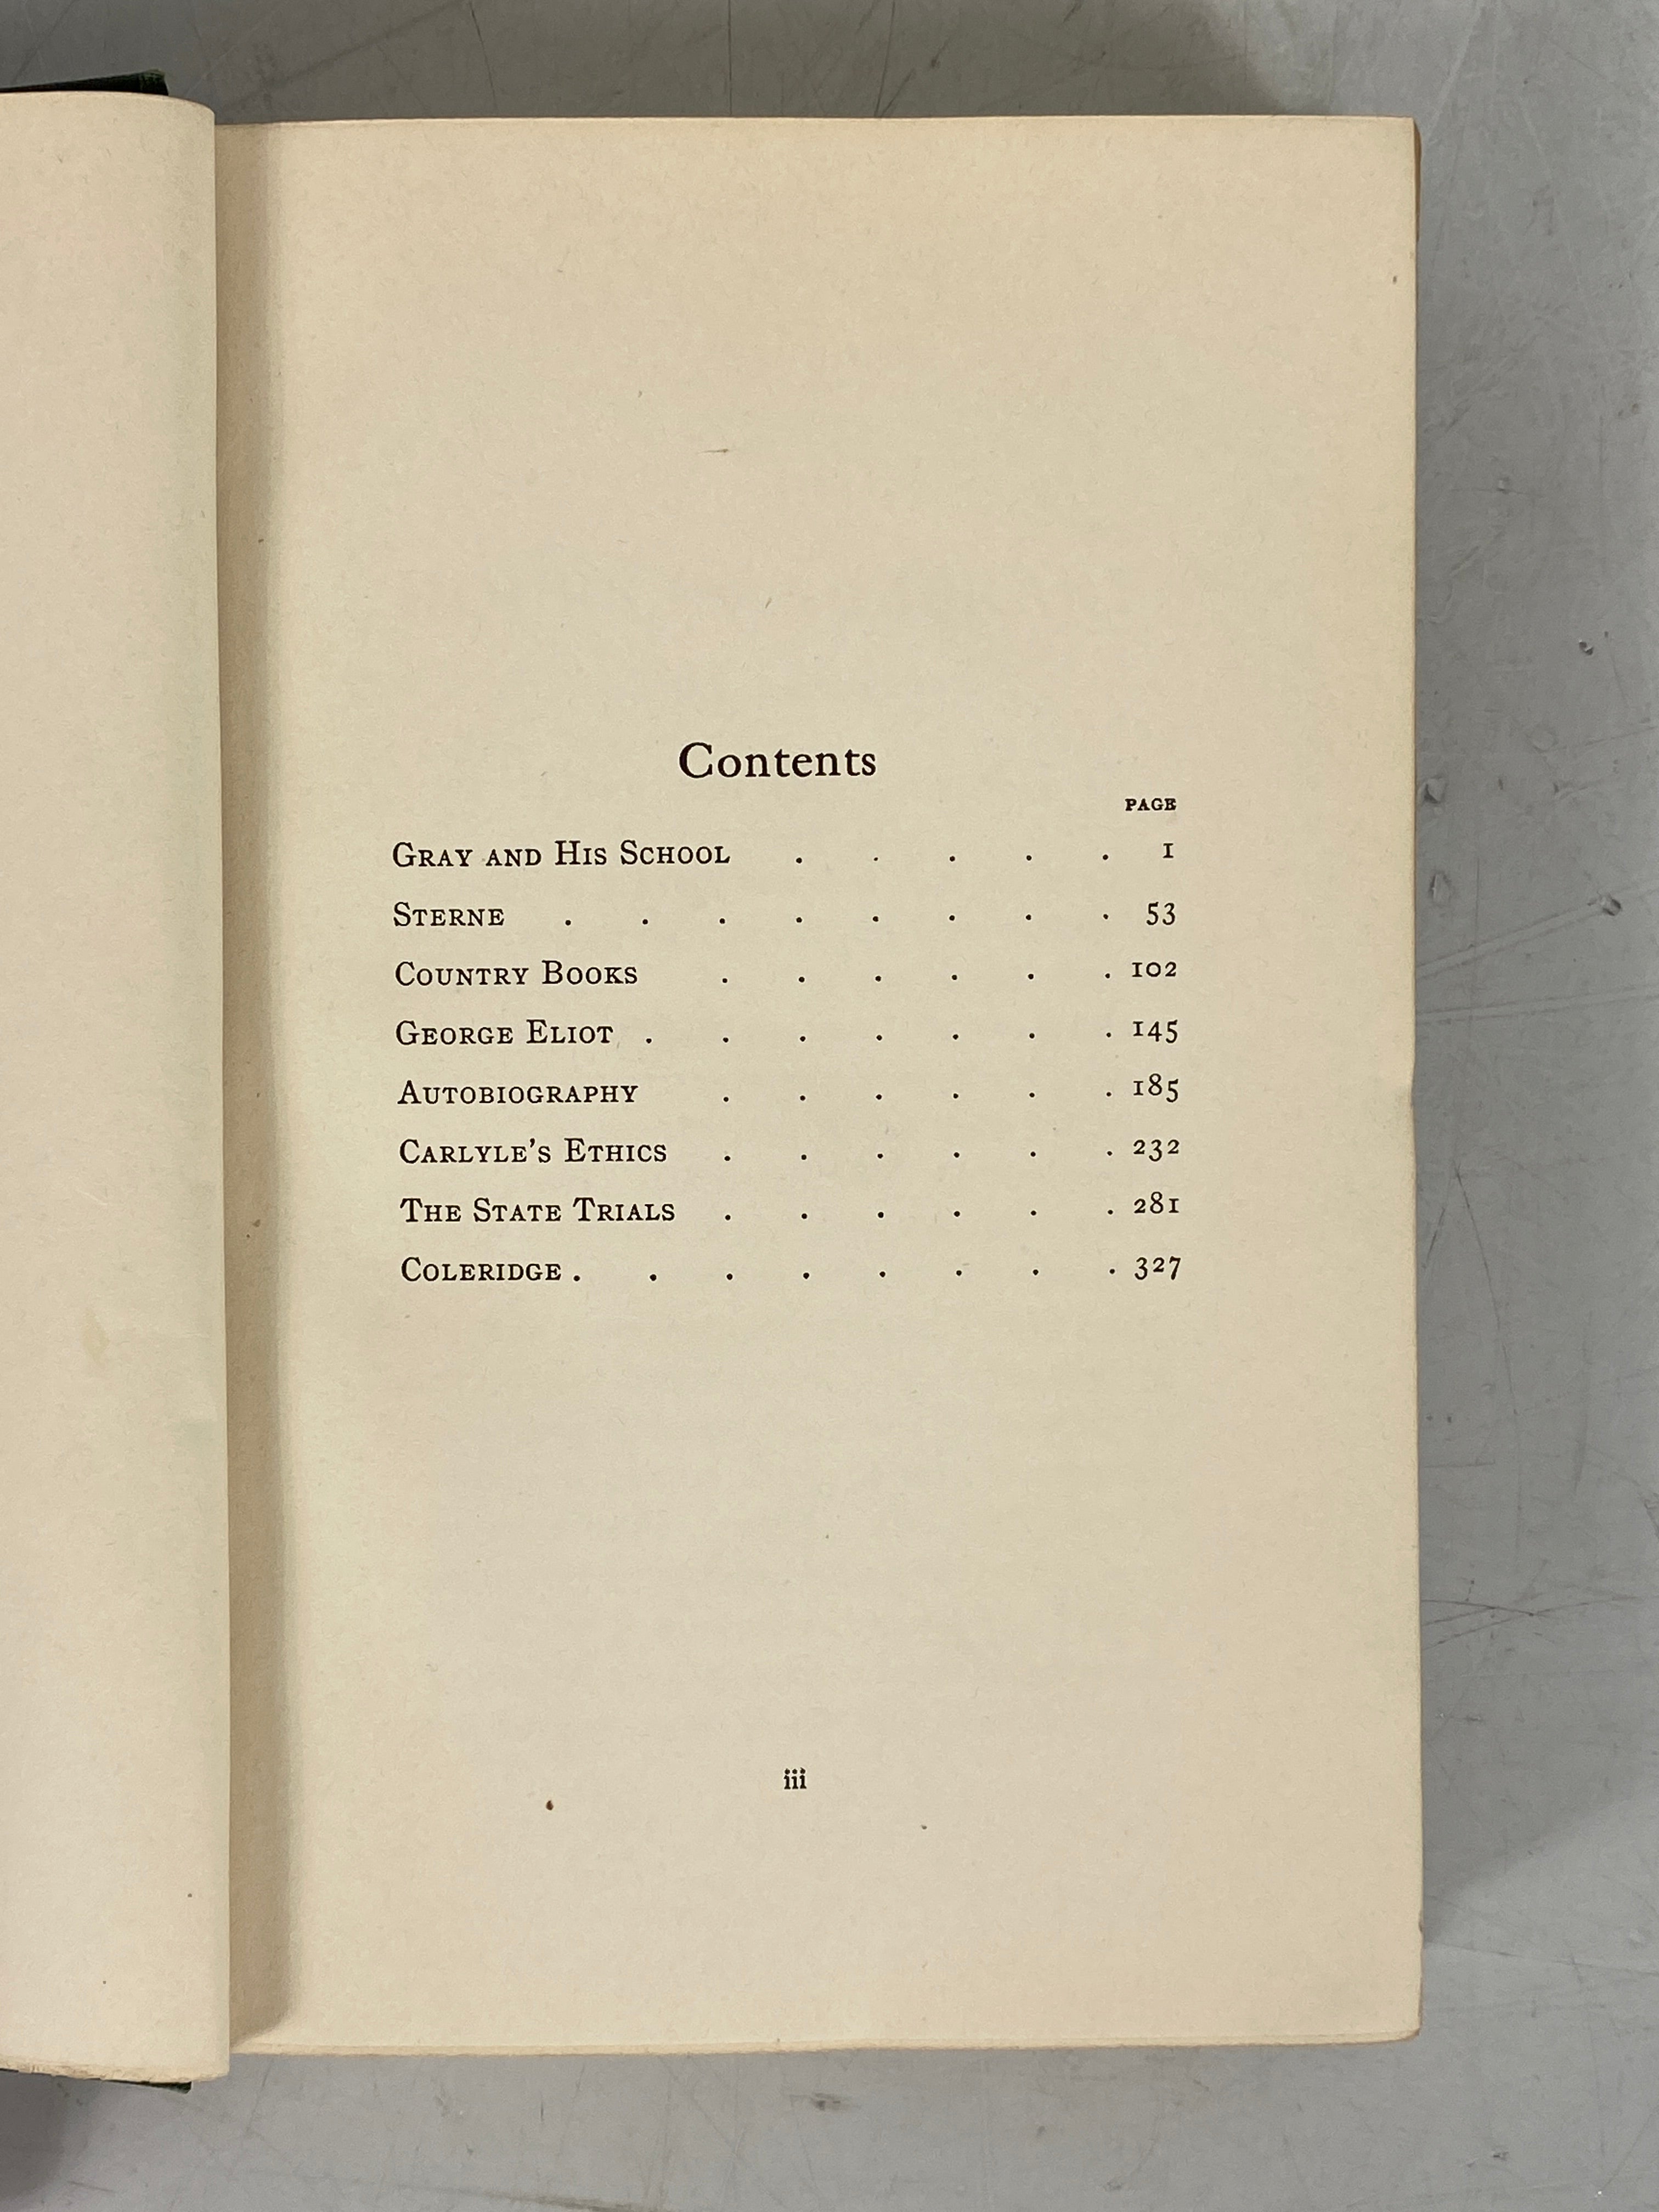 Contents
PAGE
Gray and His School . . . . . 1
Sterne . . . . . . . . 53
Country Books . . . . . . 102
George Eliot . . . . . . . 145
Autobiography . . . . . . 185
Carlyle's Ethics . . . . . . 232
The State Trials . . . . . . 281
Coleridge . . . . . . . . 327
iii